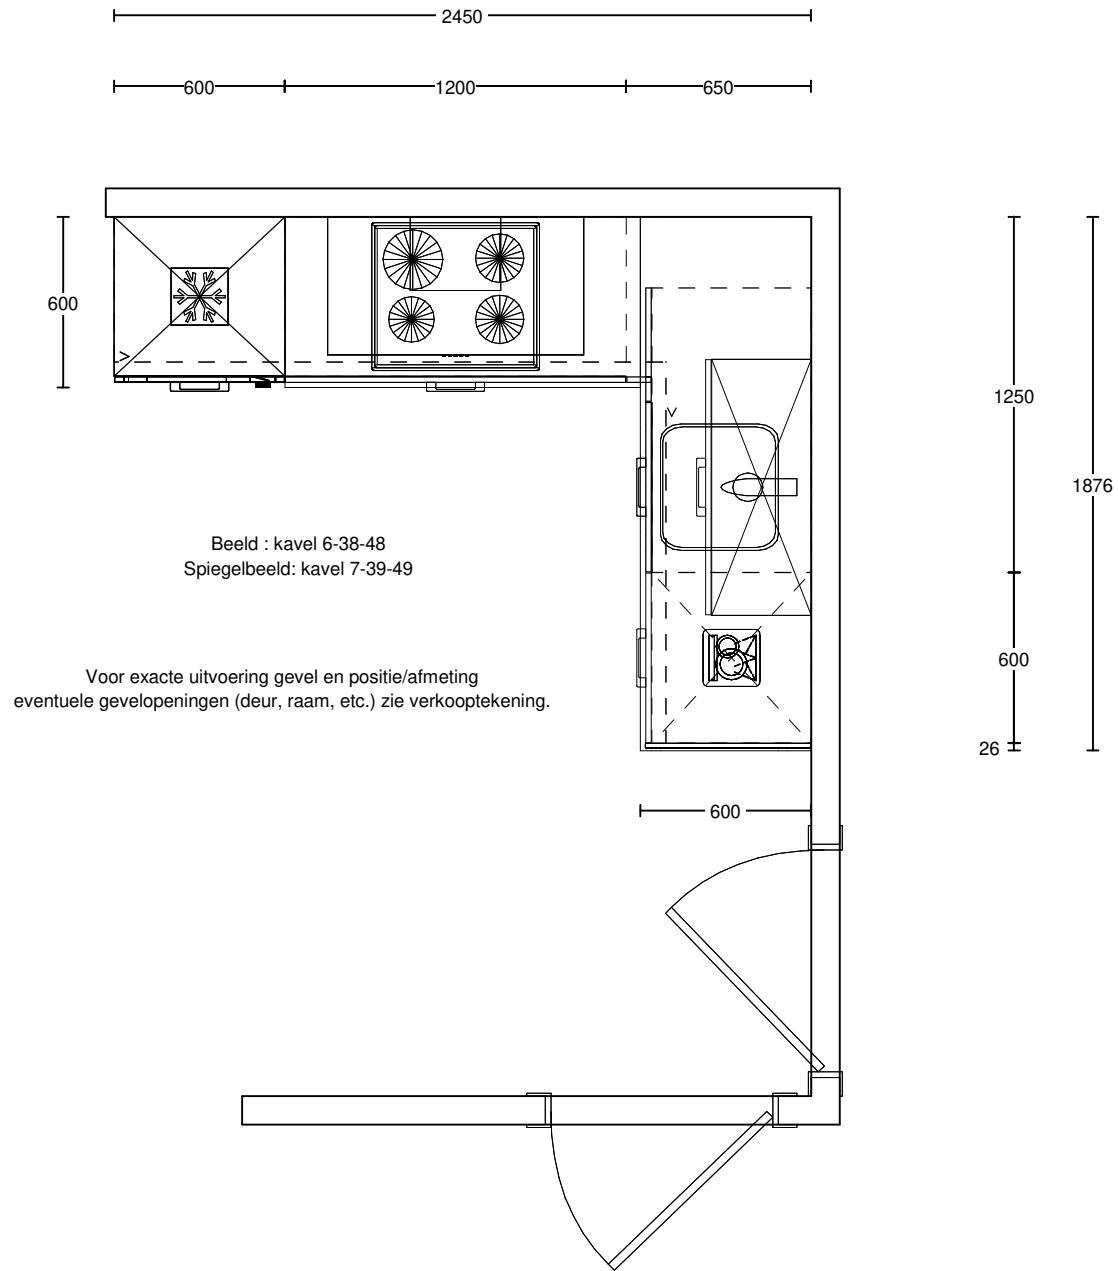 2450
600 1200 650
600
1250
1876
Beeld : kavel 6-38-48
Spiegelbeeld: kavel 7-39-49
600
Voor exacte uitvoering gevel en positie/afmeting
eventuele gevelopeningen (deur, raam, etc.) zie verkooptekening.
26
600